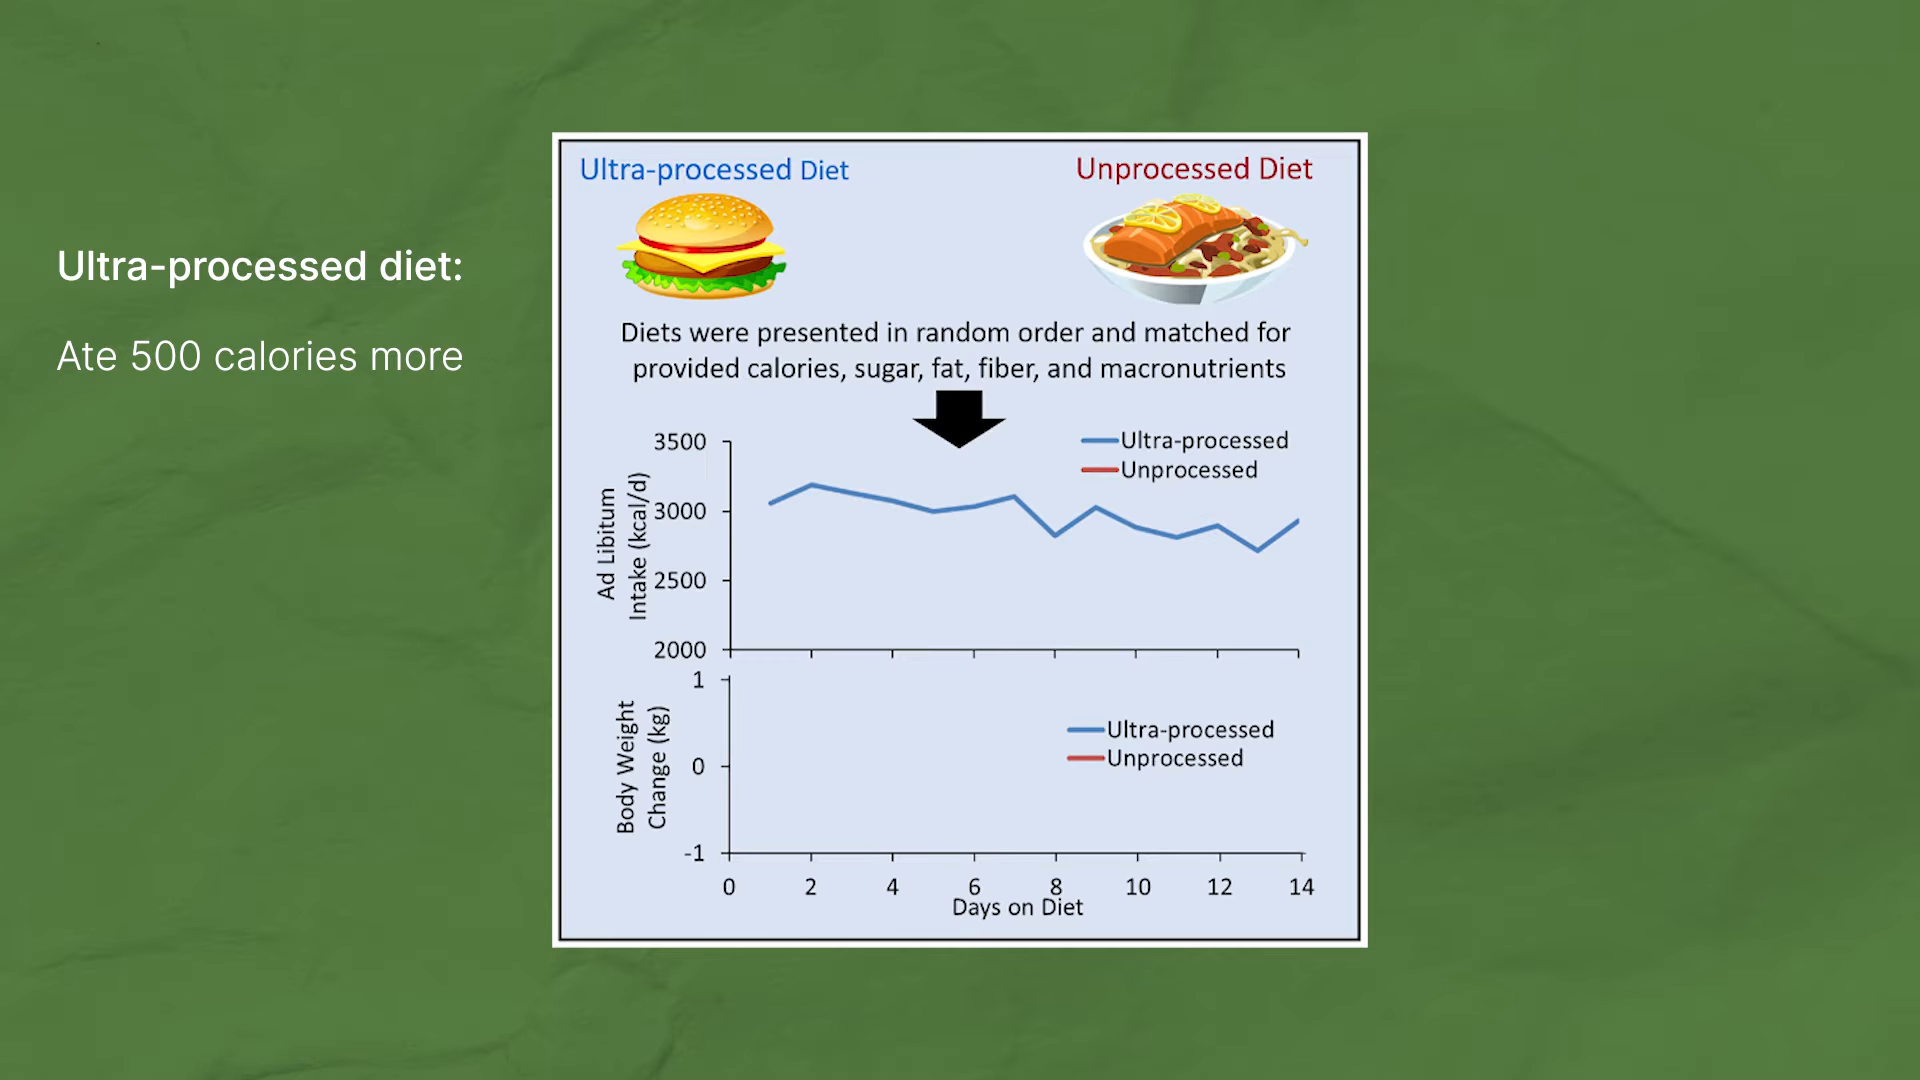 Ultra-processed diet:
Ate 500 calories more
Ultra-processed Diet
Unprocessed Diet
Diets were presented in random order and matched for
provided calories, sugar, fat, fiber, and macronutrients
Ad Libitum
Intake (kcal/d)
3500
3000
2500
2000
Ultra-processed
Unprocessed
Body Weight
Change (kg)
1
0
-1
Ultra-processed
Unprocessed
0 2 4 6 8 10 12 14
Days on Diet